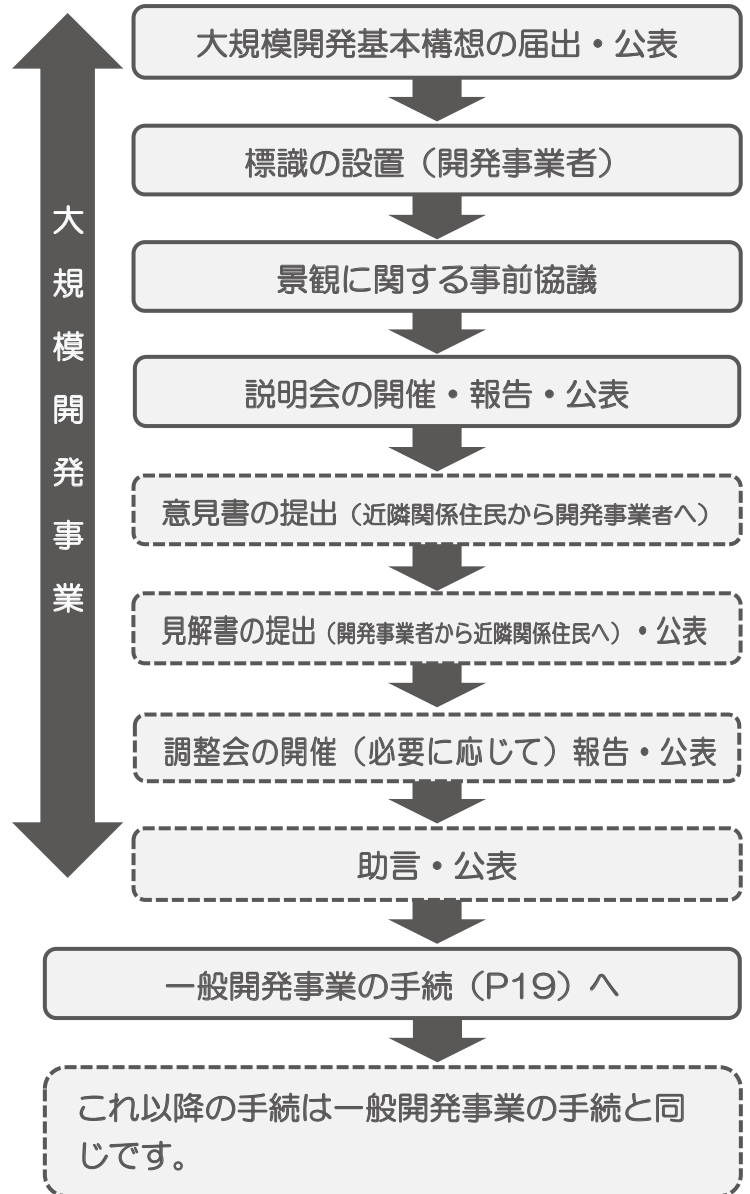 大規模開発事業
大規模開発基本構想の届出・公表
標識の設置（開発事業者）
景観に関する事前協議
説明会の開催・報告・公表
意見書の提出（近隣関係住民から開発事業者へ）
見解書の提出（開発事業者から近隣関係住民へ）・公表
調整会の開催（必要に応じて）報告・公表
助言・公表
一般開発事業の手続（P19）へ
これ以降の手続は一般開発事業の手続と同
じです。